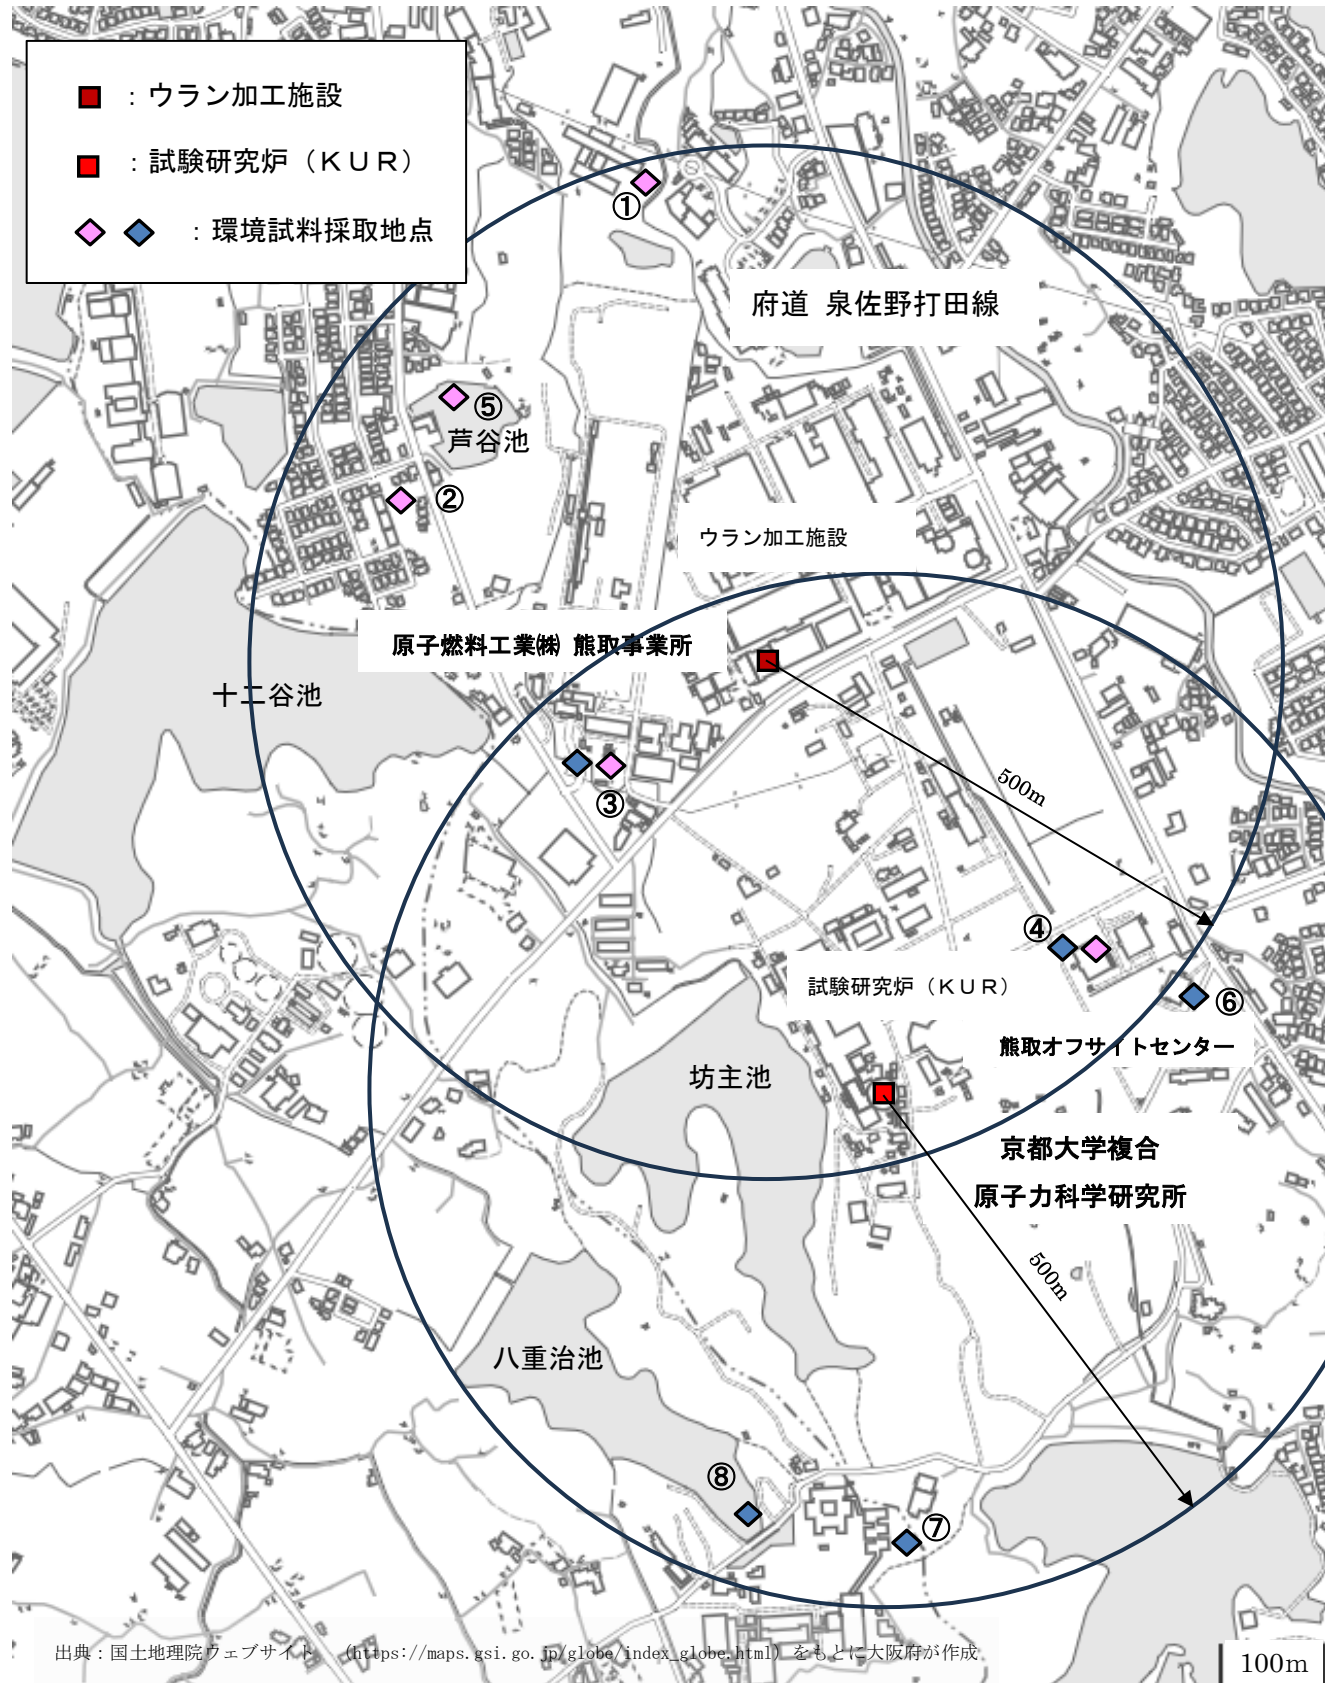 ：ウラン加工施設
：試験研究炉（ＫＵＲ）
：環境試料採取地点
①
府道 泉佐野打田線
⑤
芦谷池
②
ウラン加工施設
原子燃料工業㈱ 熊取事業所
十二谷池
500m
③
④
試験研究炉（ＫＵＲ）
⑥
熊取オフサイトセンター
坊主池
京都大学複合
原子力科学研究所
500m
八重治池
⑧
⑦
出典：国土地理院ウェブサイト （https://maps.gsi.go.jp/globe/index_globe.html）をもとに大阪府が作成
100m